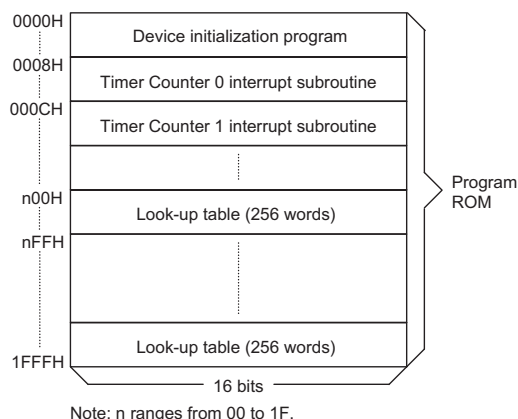 0000H
Device initialization program
0008H
Timer Counter 0 interrupt subroutine
000CH
Timer Counter 1 interrupt subroutine
n00H
Look-up table (256 words)
nFFH
Program
ROM
Look-up table (256 words)
1FFFH
16 bits
Note: n ranges from 00 to 1F.